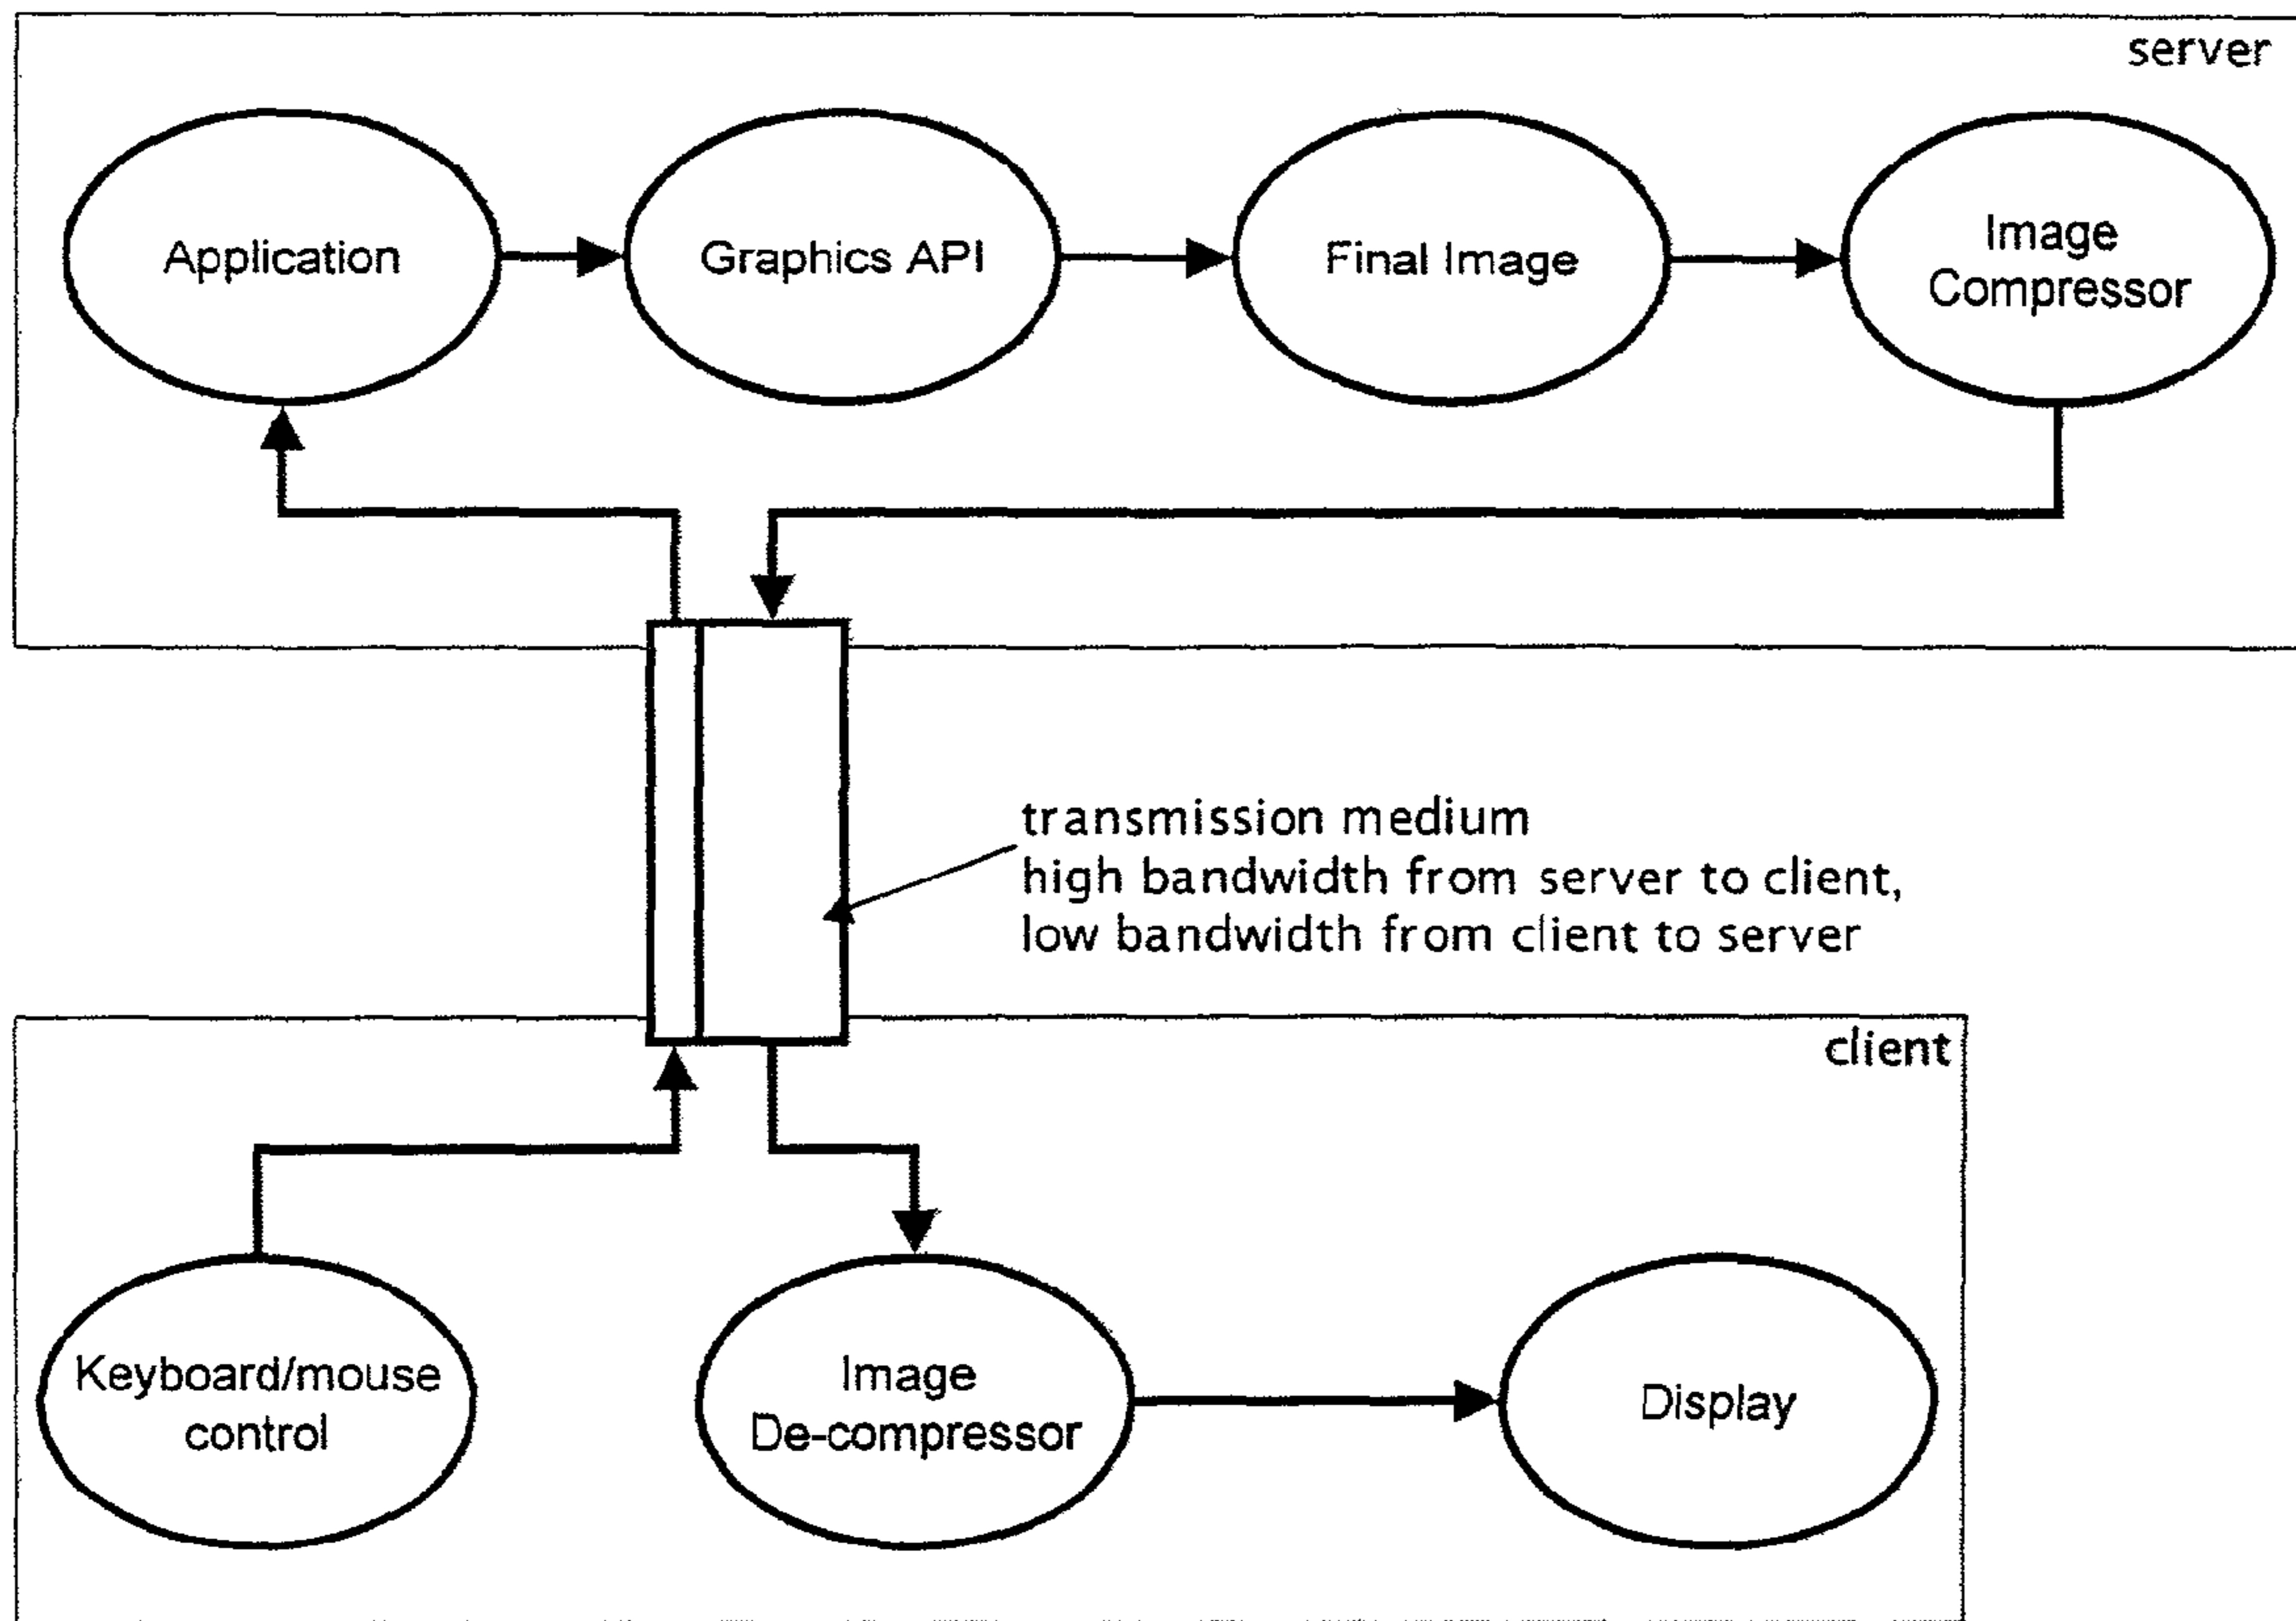 server
Application
Graphics API
Final Image
Image
Compressor
transmission medium
high bandwidth from server to client,
low bandwidth from client to server
client
Keyboard/mouse
control
Image
De-compressor
Display